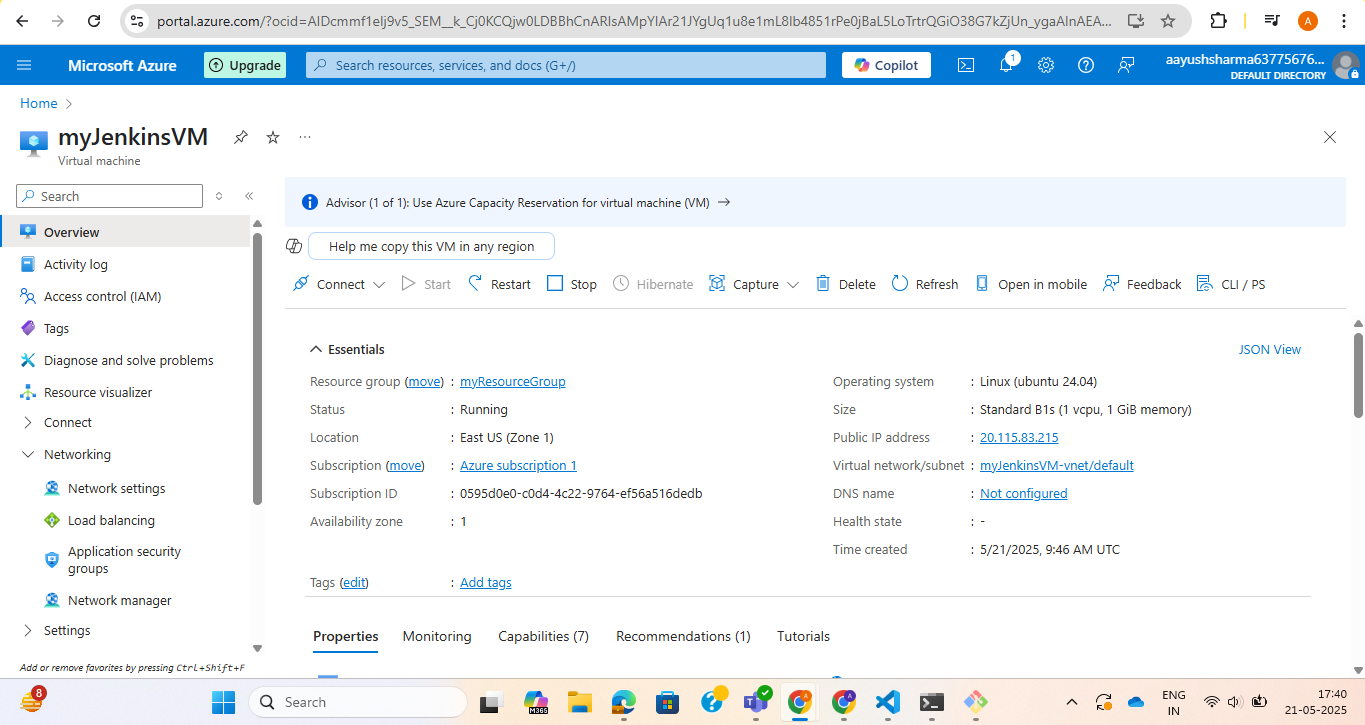 portal.azure.com/?ocid=AIDcmmf1elj9v5_SEM__k_Cj0KCQjw0LDBBhCnARIsAMpYlAr21JYgUq1u8e1mL8Ib4851rPe0jBaL5LoTrtrQGiO38G7kZjUn_ygaAlnAEA...
A
Microsoft Azure
Upgrade
Search resources, services, and docs (G+/)
Copilot
1
aayushsharma63775676...
DEFAULT DIRECTORY
Home
myJenkinsVM
Virtual machine
Search
Advisor (1 of 1): Use Azure Capacity Reservation for virtual machine (VM)
Help me copy this VM in any region
Connect
Start
Restart
Stop
Hibernate
Capture
Delete
Refresh
Open in mobile
Feedback
CLI / PS
Overview
Activity log
Access control (IAM)
Tags
Diagnose and solve problems
Resource visualizer
Connect
Networking
Network settings
Load balancing
Application security
groups
Network manager
Settings
Add or remove favorites by pressing Ctrl+Shift+F
Essentials
JSON View
Resource group (move) : myResourceGroup
Status : Running
Location : East US (Zone 1)
Subscription (move) : Azure subscription 1
Subscription ID : 0595d0e0-c0d4-4c22-9764-ef56a516dedb
Availability zone : 1
Operating system : Linux (ubuntu 24.04)
Size : Standard B1s (1 vcpu, 1 GiB memory)
Public IP address : 20.115.83.215
Virtual network/subnet : myJenkinsVM-vnet/default
DNS name : Not configured
Health state : -
Time created : 5/21/2025, 9:46 AM UTC
Tags (edit) : Add tags
Properties
Monitoring
Capabilities (7)
Recommendations (1)
Tutorials
8
Search
M365
ENG
IN
17:40
21-05-2025